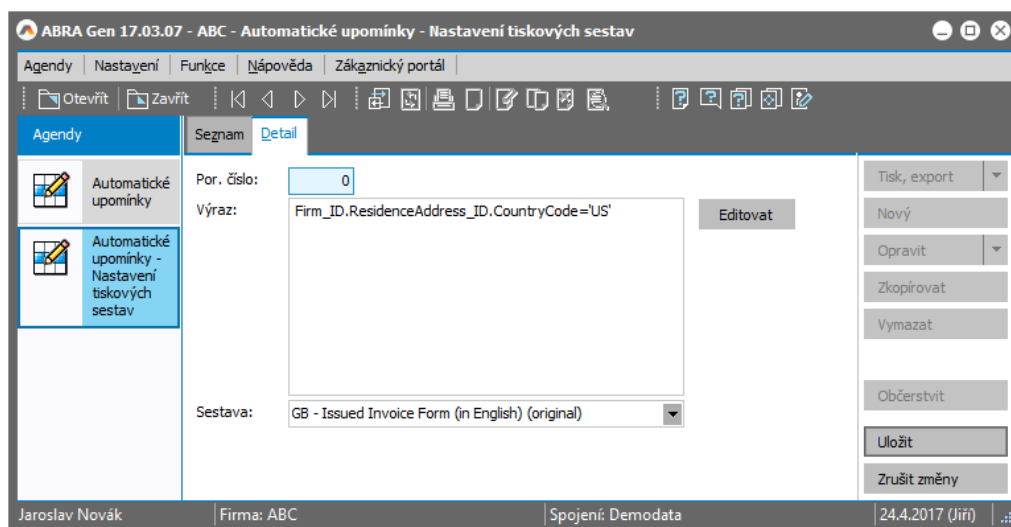 ABRA Gen 17.03.07 - ABC - Automatické upomínky - Nastavení tiskových sestav
Agendy Nastavení Funkce Nápověda Zákaznický portál
Otevřít Zavřít
Agendy
Seznam Detail
Automatické
upomínky
Automatické
upomínky -
Nastavení
tiskových
sestav
Por. číslo: 0
Výraz: Firm_ID.ResidenceAddress_ID.CountryCode='US'
Editovat
Sestava: GB - Issued Invoice Form (in English) (original)
Tisk, export
Nový
Opravit
Zkopírovat
Vymazat
Občerstvit
Uložit
Zrušit změny
Jaroslav Novák Firma: ABC Spojení: Demodata 24.4.2017 (Jiří)